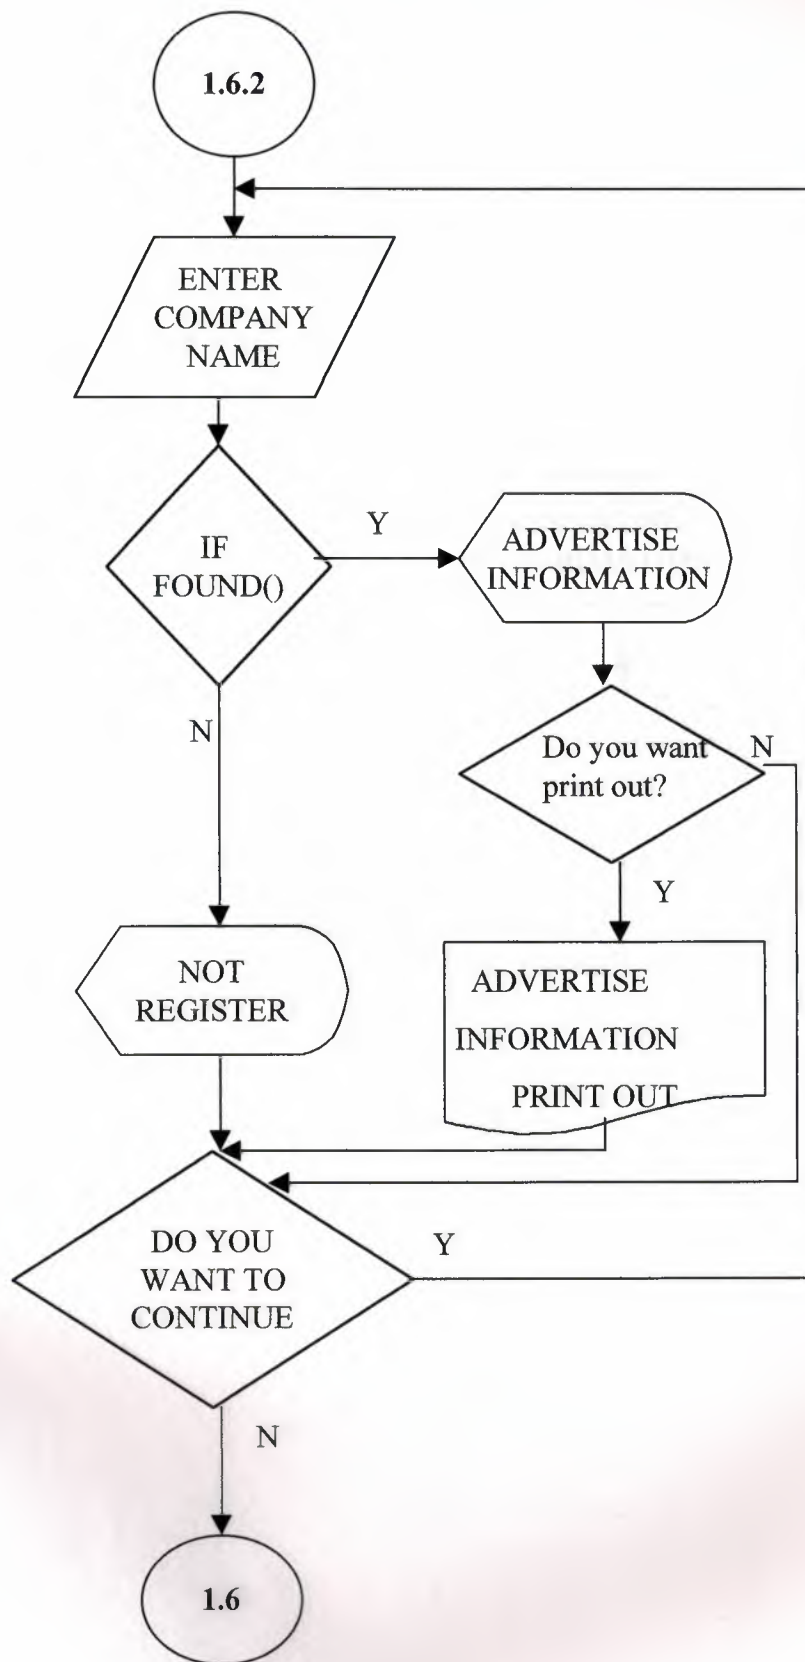 1.6.2
ENTER
COMPANY
NAME
IF
FOUND()
Y
ADVERTISE
INFORMATION
N
Do you want
print out?
N
Y
NOT
REGISTER
ADVERTISE
INFORMATION
PRINT OUT
DO YOU
WANT TO
CONTINUE
Y
N
1.6